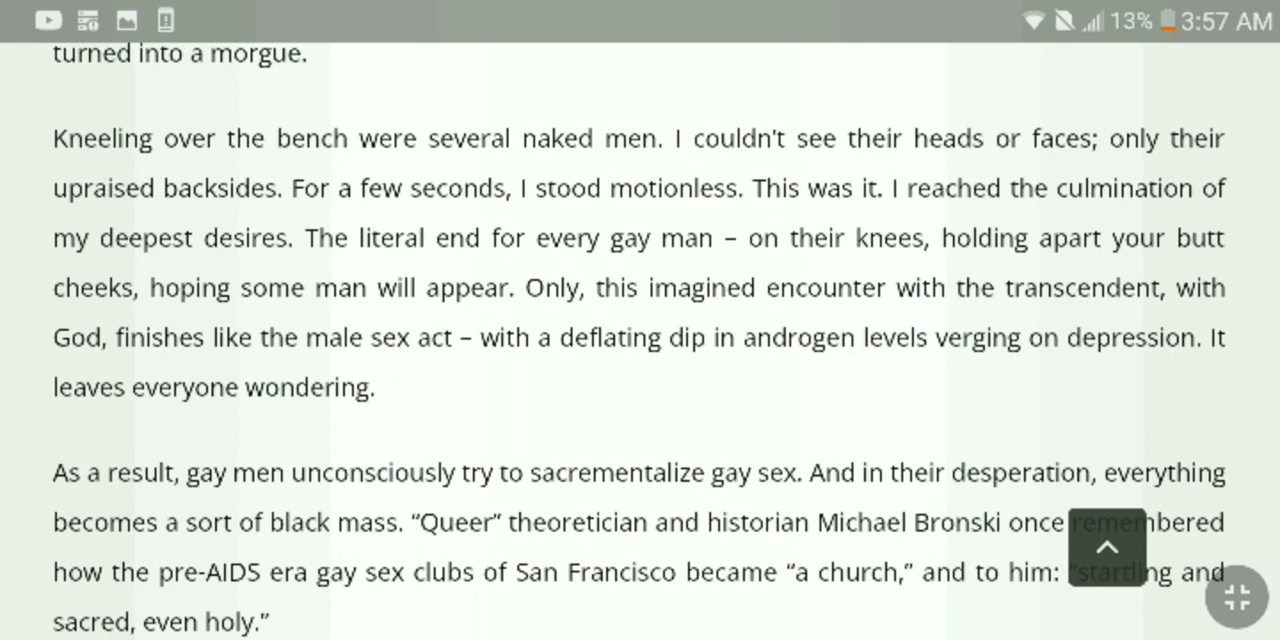 13% 3:57 AM
turned into a morgue.
Kneeling over the bench were several naked men. I couldn't see their heads or faces; only their
upraised backsides. For a few seconds, I stood motionless. This was it. I reached the culmination of
my deepest desires. The literal end for every gay man – on their knees, holding apart your butt
cheeks, hoping some man will appear. Only, this imagined encounter with the transcendent, with
God, finishes like the male sex act – with a deflating dip in androgen levels verging on depression. It
leaves everyone wondering.
As a result, gay men unconsciously try to sacrementalize gay sex. And in their desperation, everything
becomes a sort of black mass. “Queer” theoretician and historian Michael Bronski once remembered
how the pre-AIDS era gay sex clubs of San Francisco became “a church,” and to him: “startling and
sacred, even holy.”